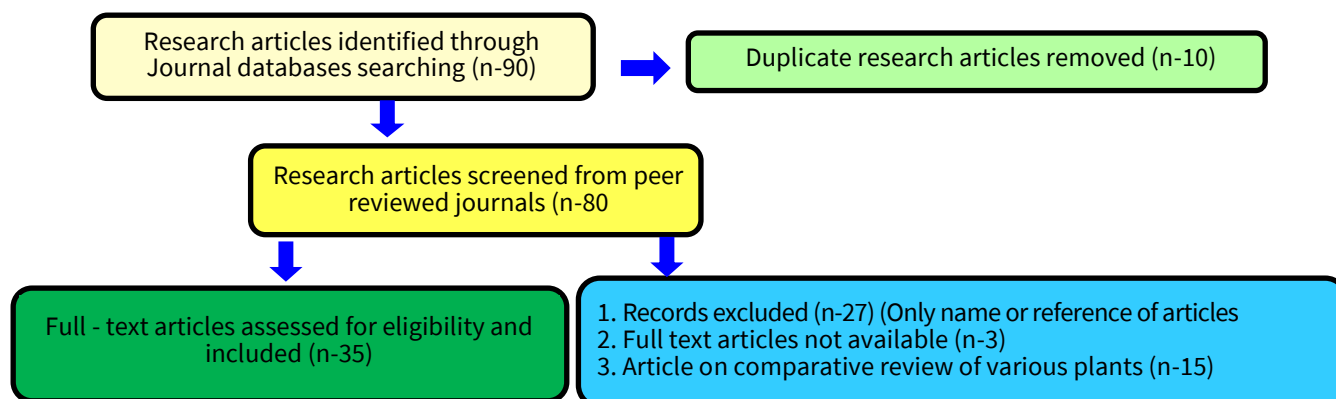 Research articles identified through
Journal databases searching (n-90)
Duplicate research articles removed (n-10)
Research articles screened from peer
reviewed journals (n-80
Full - text articles assessed for eligibility and
included (n-35)
1. Records excluded (n-27) (Only name or reference of articles
2. Full text articles not available (n-3)
3. Article on comparative review of various plants (n-15)